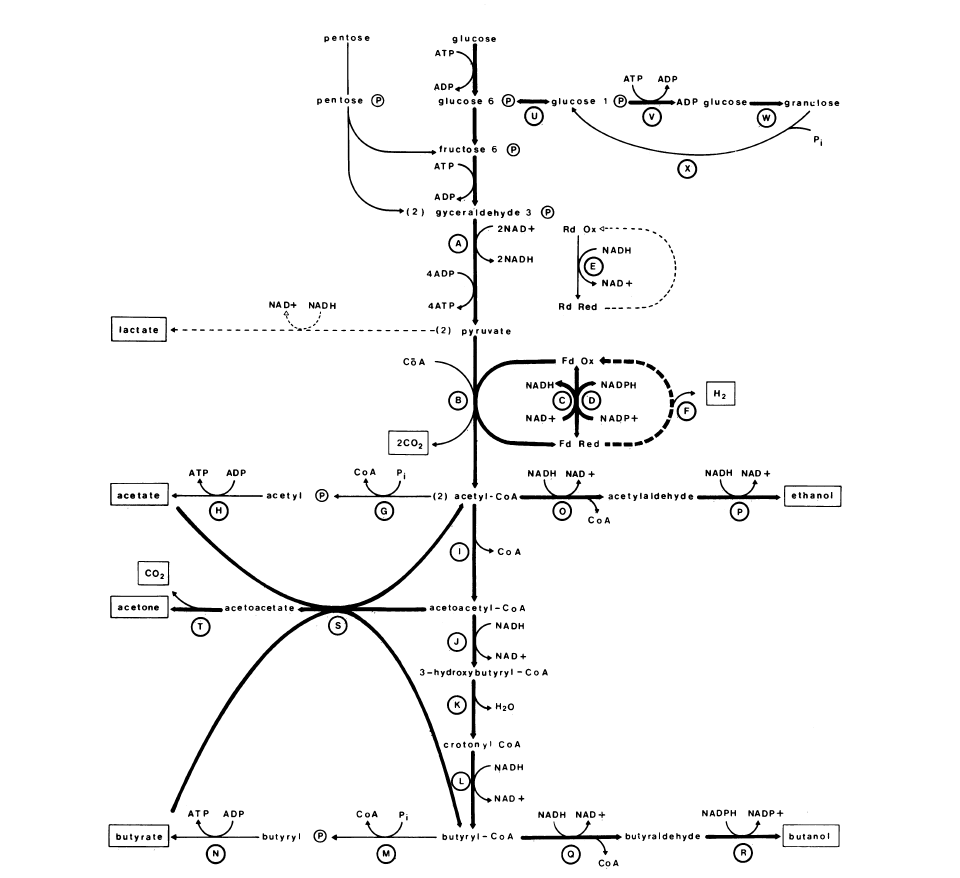 pentose glucose
ATP
ATP ADP
ADP
pentose P glucose 6 P glucose 1 P ADP glucose granulose
U V W
Pi
fructose 6 P
ATP X
ADP
(2) gyceraldehyde 3 P
2NAD+ Rd Ox
A NADH
2NADH E
4ADP NAD+
NAD+ NADH 4ATP Rd Red
lactate (2) pyruvate
CoA Fd Ox
NADH NADPH H2
B C D F
NAD+ NADP+
2CO2 Fd Red
ATP ADP CoA Pi NADH NAD+ NADH NAD+
acetate acetyl P (2) acetyl-CoA acetylaldehyde ethanol
H G O P
CoA
I CoA
CO2
acetone acetoacetate acetoacetyl-CoA
T S NADH
J
NAD+
3-hydroxybutyryl-CoA
K H2O
crotonyl CoA
NADH
L
NAD+
ATP ADP CoA Pi NADH NAD+ NADPH NADP+
butyrate butyryl P butyryl-CoA butyraldehyde butanol
N M Q R
CoA